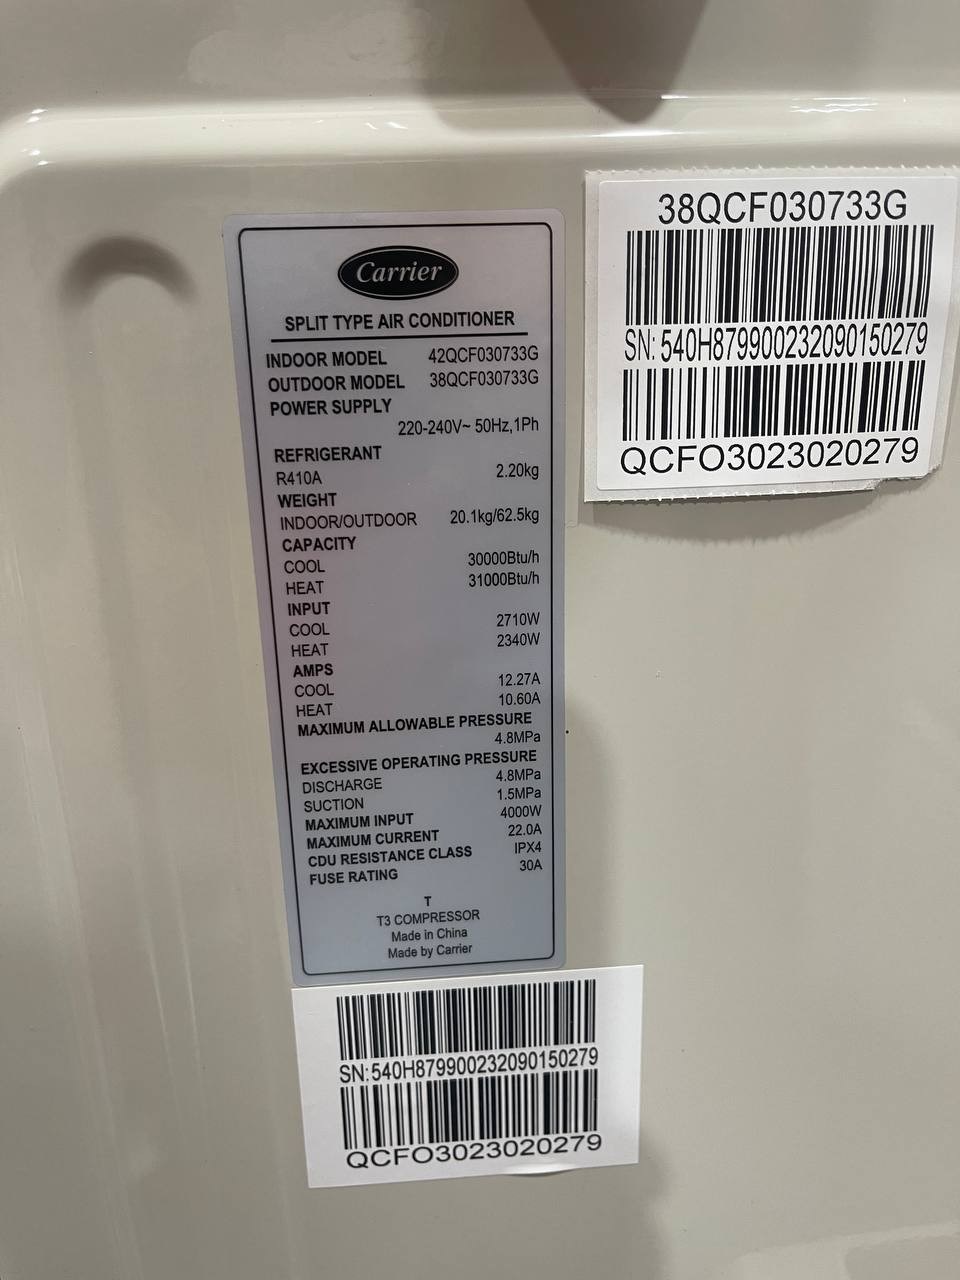 38QCF030733G
SN: 540H879900232090150279
QCFO3023020279
Carrier
SPLIT TYPE AIR CONDITIONER
INDOOR MODEL 42QCF030733G
OUTDOOR MODEL 38QCF030733G
POWER SUPPLY
220-240V~ 50Hz,1Ph
REFRIGERANT
R410A 2.20kg
WEIGHT
INDOOR/OUTDOOR 20.1kg/62.5kg
CAPACITY
COOL 30000Btu/h
HEAT 31000Btu/h
INPUT
COOL 2710W
HEAT 2340W
AMPS
COOL 12.27A
HEAT 10.60A
MAXIMUM ALLOWABLE PRESSURE
4.8MPa
EXCESSIVE OPERATING PRESSURE
DISCHARGE 4.8MPa
SUCTION 1.5MPa
MAXIMUM INPUT 4000W
MAXIMUM CURRENT 22.0A
CDU RESISTANCE CLASS IPX4
FUSE RATING 30A
T
T3 COMPRESSOR
Made in China
Made by Carrier
SN:540H879900232090150279
QCFO3023020279